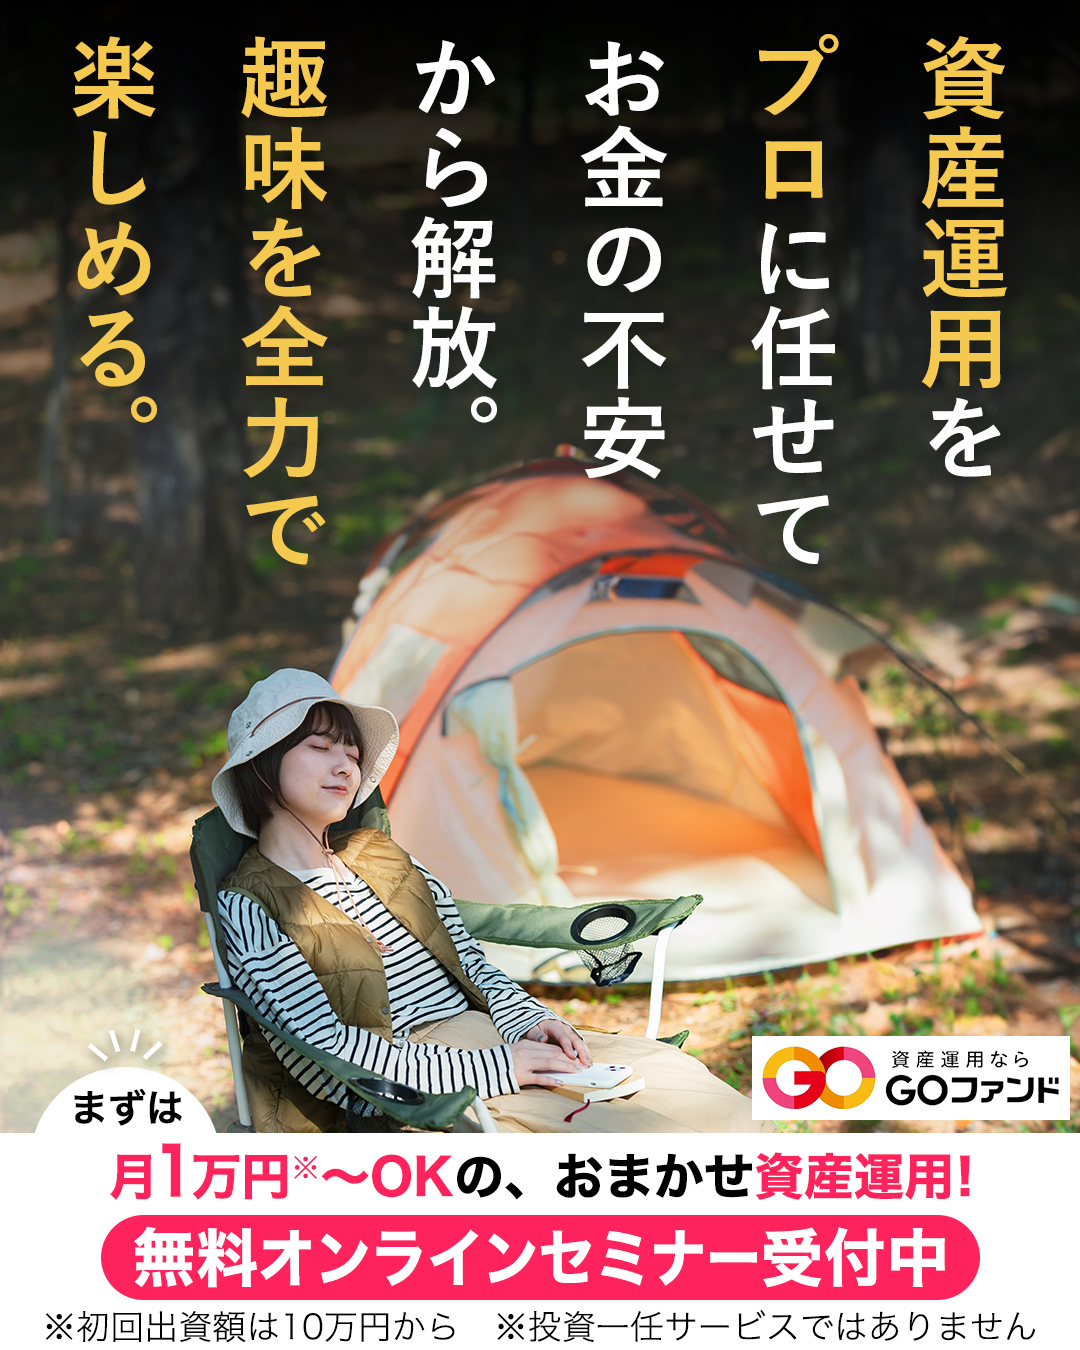 資産運用を
プロに任せて
お金の不安
から解放。
趣味を全力で
楽しめる。
資産運用なら
GOファンド
まずは
月1万円※〜OKの、おまかせ資産運用!
無料オンラインセミナー受付中
※初回出資額は10万円から　※投資一任サービスではありません